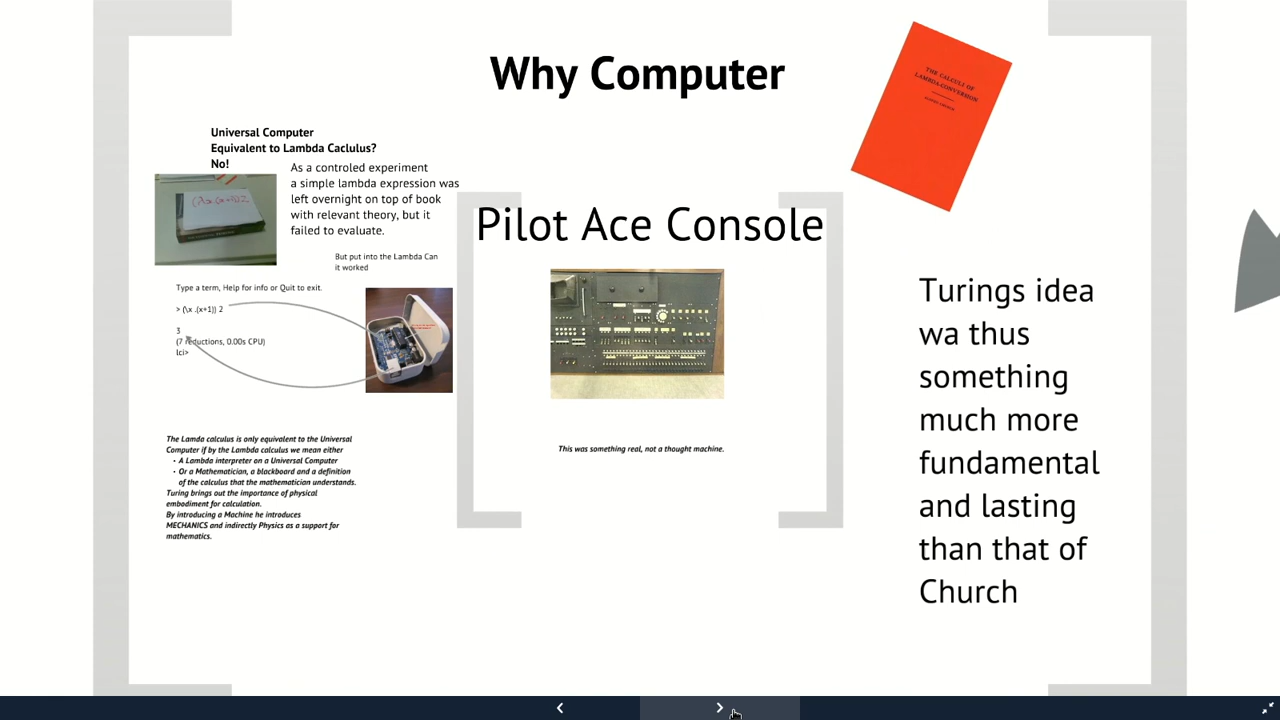 Why Computer
THE CALCULI OF
LAMBDA-CONVERSION
ALONZO CHURCH
Universal Computer
Equivalent to Lambda Caclulus?
No!
As a controled experiment
a simple lambda expression was
left overnight on top of book
with relevant theory, but it
failed to evaluate.
But put into the Lambda Can
it worked
Type a term, Help for info or Quit to exit.
> (\x .(x+1)) 2
3
(7 reductions, 0.00s CPU)
lci>
The Lamda calculus is only equivalent to the Universal
Computer if by the Lambda calculus we mean either
• A Lambda interpreter on a Universal Computer
• Or a Mathematician, a blackboard and a definition
of the calculus that the mathematician understands.
Turing brings out the importance of physical
embodiment for calculation.
By introducing a Machine he introduces
MECHANICS and indirectly Physics as a support for
mathematics.
Pilot Ace Console
This was something real, not a thought machine.
Turings idea
wa thus
something
much more
fundamental
and lasting
than that of
Church